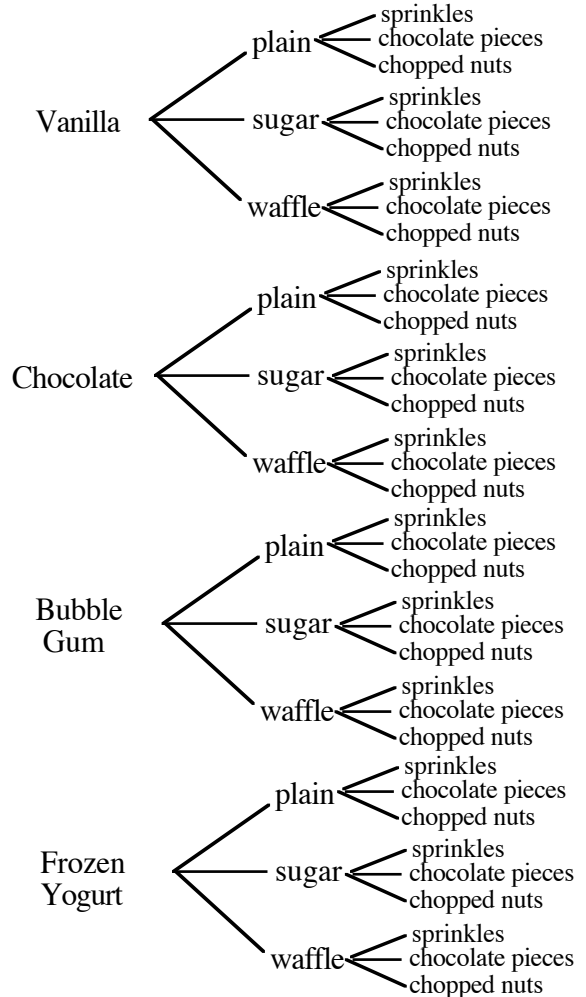 sprinkles
plain chocolate pieces
chopped nuts
sprinkles
Vanilla sugar chocolate pieces
chopped nuts
sprinkles
waffle chocolate pieces
chopped nuts
sprinkles
plain chocolate pieces
chopped nuts
sprinkles
Chocolate sugar chocolate pieces
chopped nuts
sprinkles
waffle chocolate pieces
chopped nuts
sprinkles
plain chocolate pieces
chopped nuts
sprinkles
Bubble
Gum sugar chocolate pieces
chopped nuts
sprinkles
waffle chocolate pieces
chopped nuts
sprinkles
plain chocolate pieces
chopped nuts
sprinkles
Frozen
Yogurt sugar chocolate pieces
chopped nuts
sprinkles
waffle chocolate pieces
chopped nuts